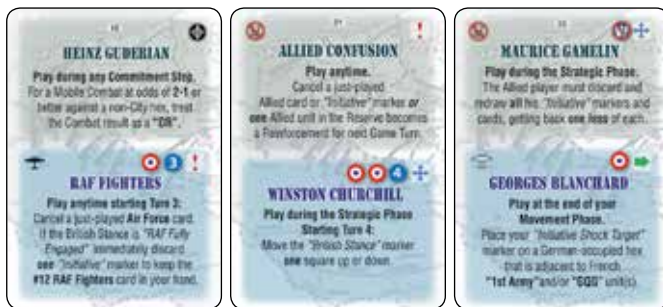 HEINZ GUDERIAN
Play during any Commitment Step.
For a Mobile Combat at odds of 2-1 or
better against a non-City hex, treat
the Combat result as a "DR".
3 !
RAF FIGHTERS
Play anytime starting Turn 3:
Cancel a just-played Air Force card.
If the British Stance is "RAF Fully
Engaged" immediately discard
one "Initiative" marker to keep the
#12 RAF Fighters card in your hand.
!
ALLIED CONFUSION
Play anytime.
Cancel a just-played
Allied card or "Initiative" marker or
one Allied unit in the Reserve becomes
a Reinforcement for next Game Turn.
4
WINSTON CHURCHILL
Play during the Strategic Phase
Starting Turn 4:
Move the "British Stance" marker
one square up or down.
MAURICE GAMELIN
Play during the Strategic Phase.
The Allied player must discard and
redraw all his "Initiative" markers and
cards, getting back one less of each.
GEORGES BLANCHARD
Play at the end of your
Movement Phase.
Place your "Initiative Shock Target"
marker on a German-occupied hex
that is adjacent to French
"1st Army" and/or "GQG" unit(s).